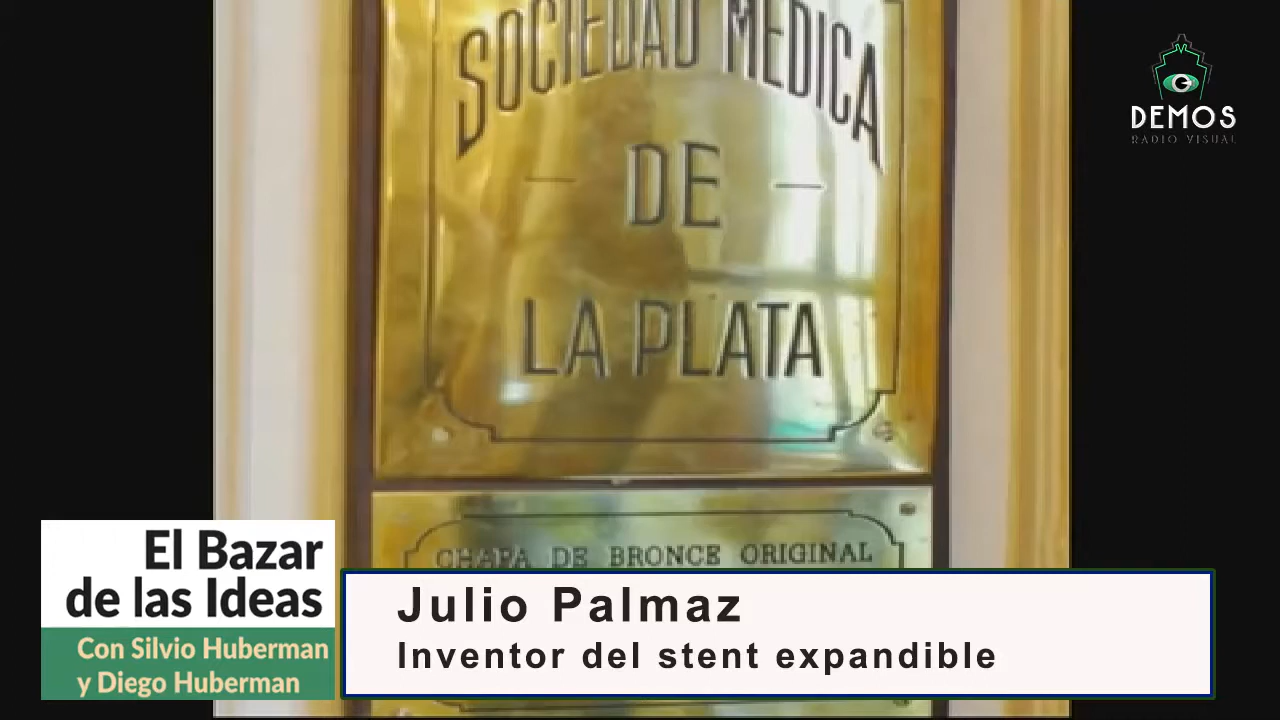 SOCIEDAD MEDICA
DE
LA PLATA
CHAPA DE BRONCE ORIGINAL
DEMOS
RADIO VISUAL
El Bazar
de las Ideas
Con Silvio Huberman
y Diego Huberman
Julio Palmaz
Inventor del stent expandible